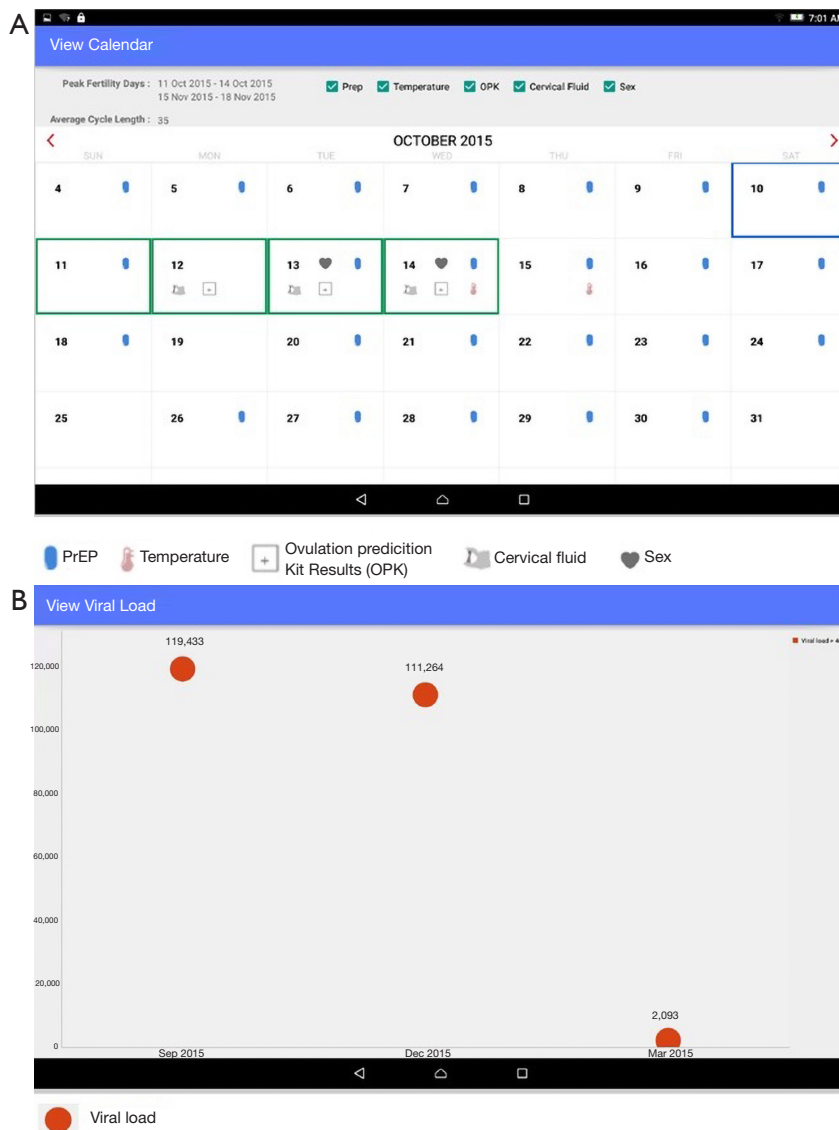 A
7:01 AM
View Calendar
Peak Fertility Days : 11 Oct 2015 - 14 Oct 2015
15 Nov 2015 - 18 Nov 2015
Prep Temperature OPK Cervical Fluid Sex
Average Cycle Length : 35
OCTOBER 2015
SUN MON TUE WED THU FRI SAT
4 5 6 7 8 9 10
11 12 13 14 15 16 17
18 19 20 21 22 23 24
25 26 27 28 29 30 31
PrEP Temperature Ovulation predicition Kit Results (OPK) Cervical fluid Sex
B
View Viral Load
Viral load
119,433
111,264
2,093
120,000
100,000
80,000
60,000
40,000
20,000
0
Sep 2015 Dec 2015 Mar 2015
Viral load